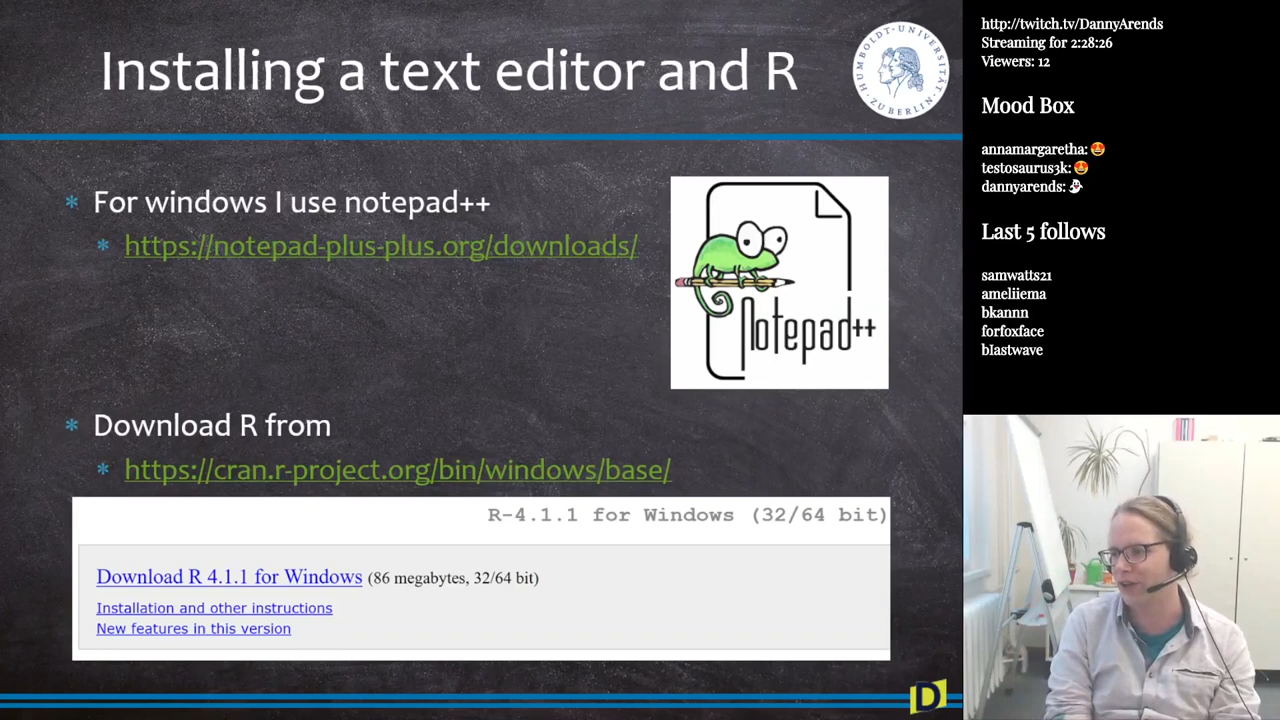 Installing a text editor and R
HUMBOLDT-UNIVERSITÄT ZU BERLIN
* For windows I use notepad++
* https://notepad-plus-plus.org/downloads/
Notepad++
* Download R from
* https://cran.r-project.org/bin/windows/base/
R-4.1.1 for Windows (32/64 bit)
Download R 4.1.1 for Windows (86 megabytes, 32/64 bit)
Installation and other instructions
New features in this version
D
http://twitch.tv/DannyArends
Streaming for 2:28:26
Viewers: 12
Mood Box
annamargaretha: 🤩
testosaurus3k: 🤩
dannyarends: 👻
Last 5 follows
samwatts21
ameliiema
bkannn
forfoxface
blastwave